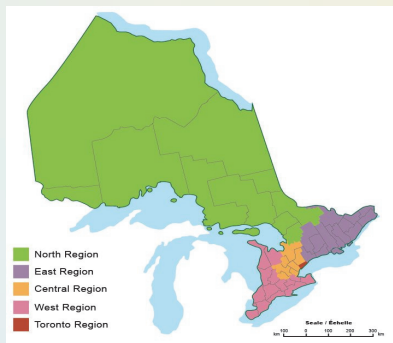 North Region
East Region
Central Region
West Region
Toronto Region
Scale / Échelle
km 100 0 100 200 300 km